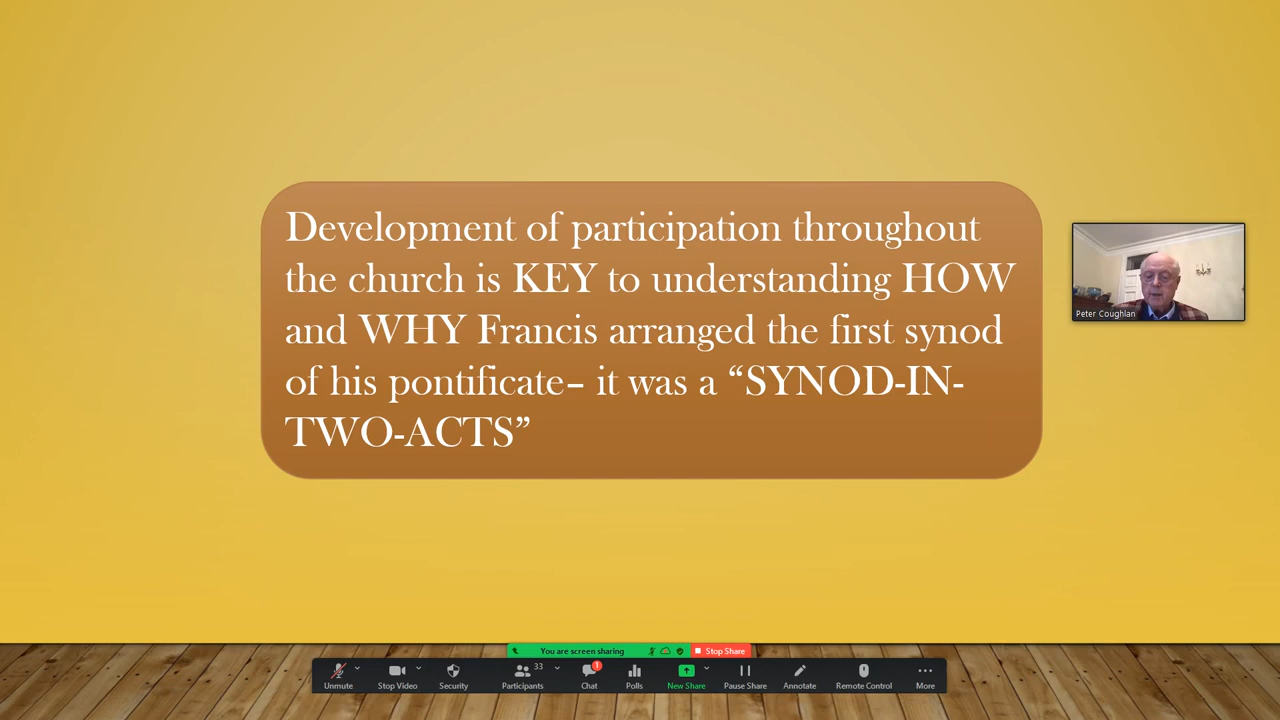 Development of participation throughout
the church is KEY to understanding HOW
and WHY Francis arranged the first synod
of his pontificate– it was a “SYNOD-IN-
TWO-ACTS”
Peter Coughlan
You are screen sharing
Stop Share
33
1
Unmute
Stop Video
Security
Participants
Chat
Polls
New Share
Pause Share
Annotate
Remote Control
More